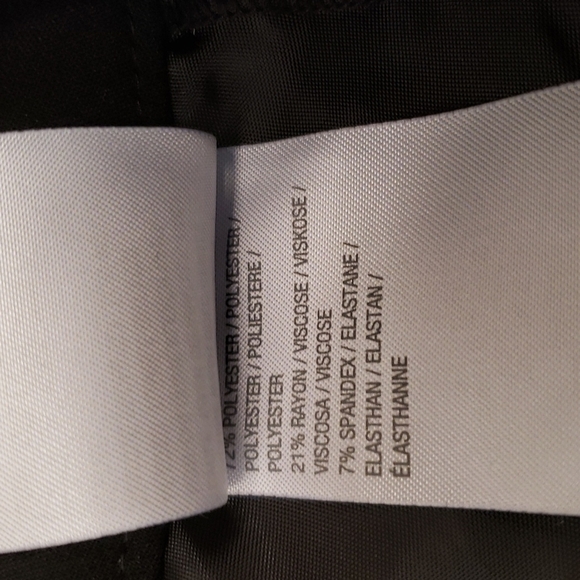 72% POLYESTER / POLYESTER /
POLYESTER / POLIESTERE /
POLYESTER
21% RAYON / VISCOSE / VISKOSE /
VISCOSA / VISCOSE
7% SPANDEX / ELASTANE /
ELASTHAN / ELASTAN /
ÉLASTHANNE